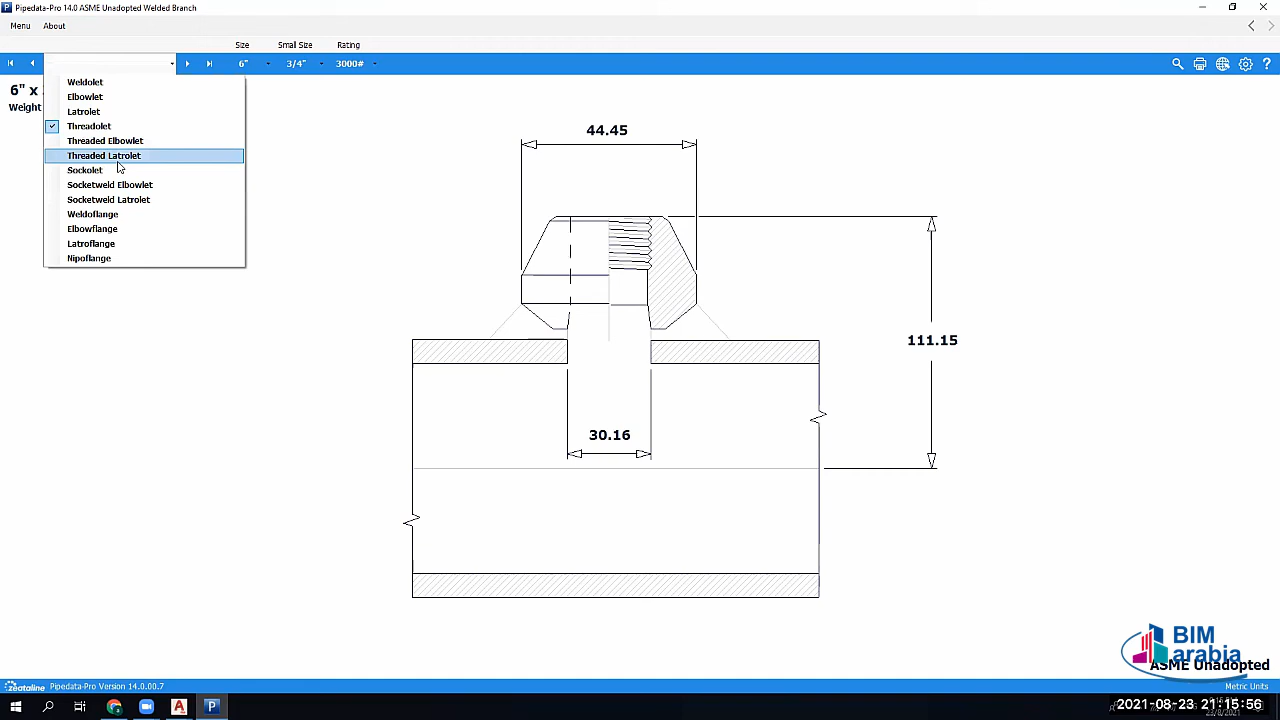 Pipedata-Pro 14.0 ASME Unadopted Welded Branch
Menu About
Size Small Size Rating
6" 3/4" 3000#
6" x
Weight
Weldolet
Elbowlet
Latrolet
Threadolet
Threaded Elbowlet
Threaded Latrolet
Sockolet
Socketweld Elbowlet
Socketweld Latrolet
Weldoflange
Elbowflange
Latroflange
Nipoflange
44.45
111.15
30.16
BIM
arabia
ASME Unadopted
zeataline Pipedata-Pro Version 14.0.00.7
Metric Units
2021-08-23 21:15:56